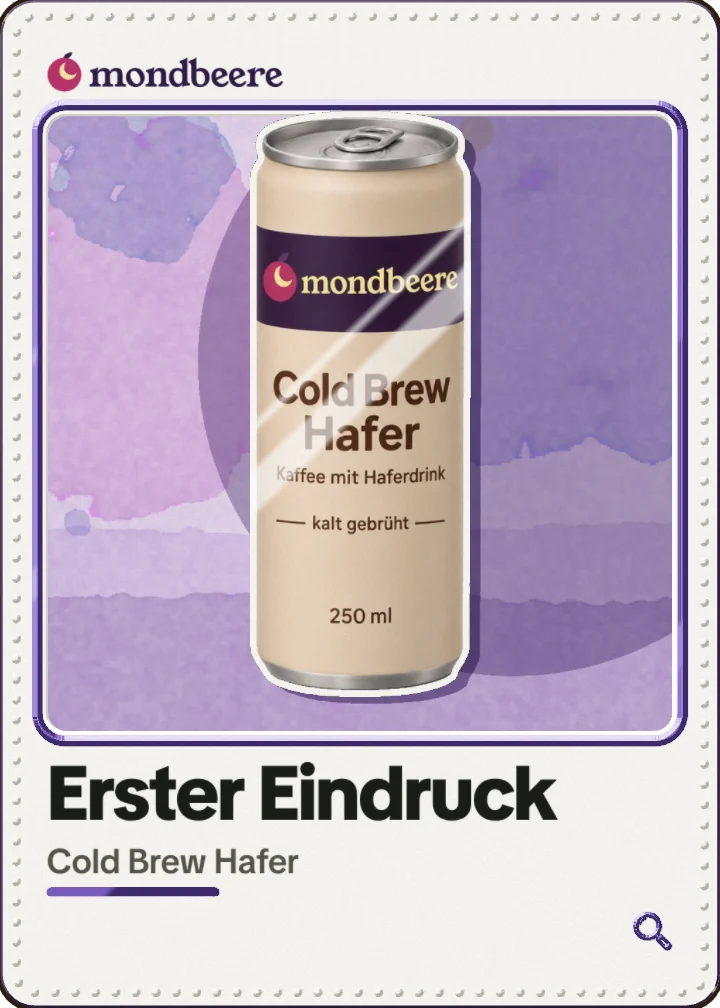 mondbeere
mondbeere
Cold Brew
Hafer
Kaffee mit Haferdrink
kalt gebrüht
250 ml
Erster Eindruck
Cold Brew Hafer